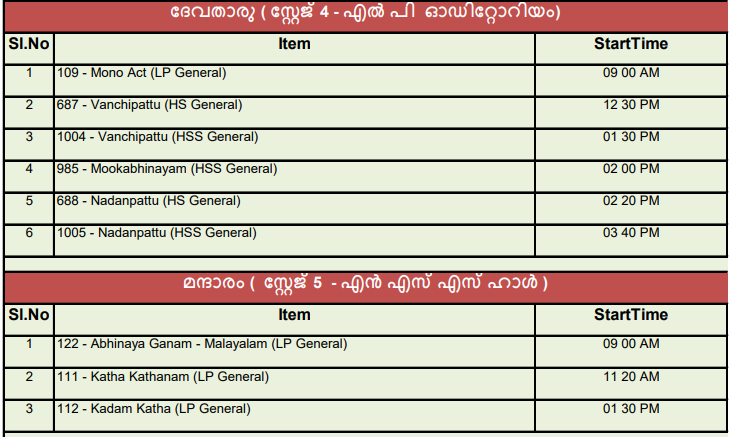 ദേവതാരു ( സ്റ്റേജ് 4 - എൽ പി ഓഡിറ്റോറിയം)
Sl.No Item StartTime
1 109 - Mono Act (LP General) 09 00 AM
2 687 - Vanchipattu (HS General) 12 30 PM
3 1004 - Vanchipattu (HSS General) 01 30 PM
4 985 - Mookabhinayam (HSS General) 02 00 PM
5 688 - Nadanpattu (HS General) 02 20 PM
6 1005 - Nadanpattu (HSS General) 03 40 PM
മന്ദാരം ( സ്റ്റേജ് 5 - എൻ എസ് എസ് ഹാൾ )
Sl.No Item StartTime
1 122 - Abhinaya Ganam - Malayalam (LP General) 09 00 AM
2 111 - Katha Kathanam (LP General) 11 20 AM
3 112 - Kadam Katha (LP General) 01 30 PM